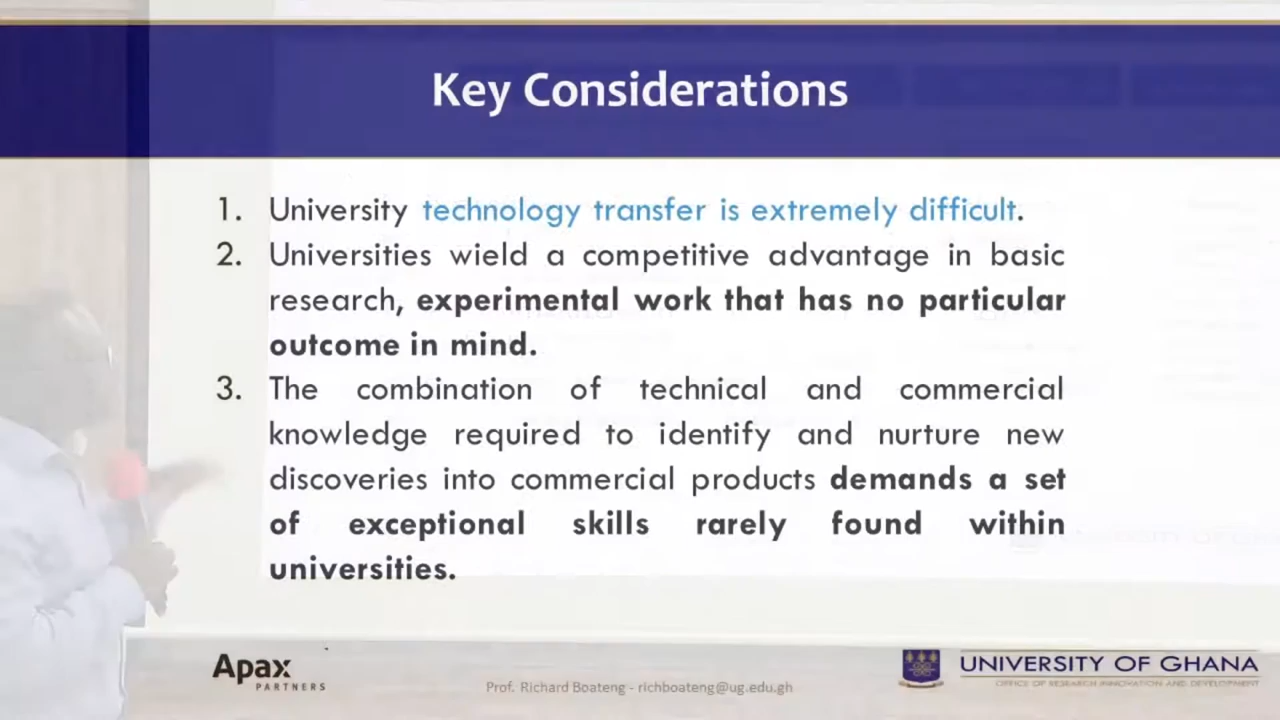 Key Considerations
1. University technology transfer is extremely difficult.
2. Universities wield a competitive advantage in basic
research, experimental work that has no particular
outcome in mind.
3. The combination of technical and commercial
knowledge required to identify and nurture new
discoveries into commercial products demands a set
of exceptional skills rarely found within
universities.
Apax
PARTNERS
Prof. Richard Boateng - richboateng@ug.edu.gh
UNIVERSITY OF GHANA
OFFICE OF RESEARCH INNOVATION AND DEVELOPMENT